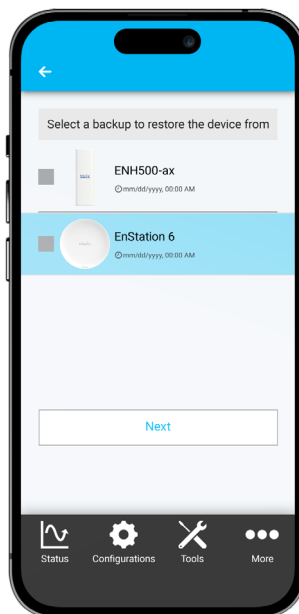 Select a backup to restore the device from
ENH500-ax
mm/dd/yyyy, 00:00 AM
EnStation 6
mm/dd/yyyy, 00:00 AM
Next
Status Configurations Tools More